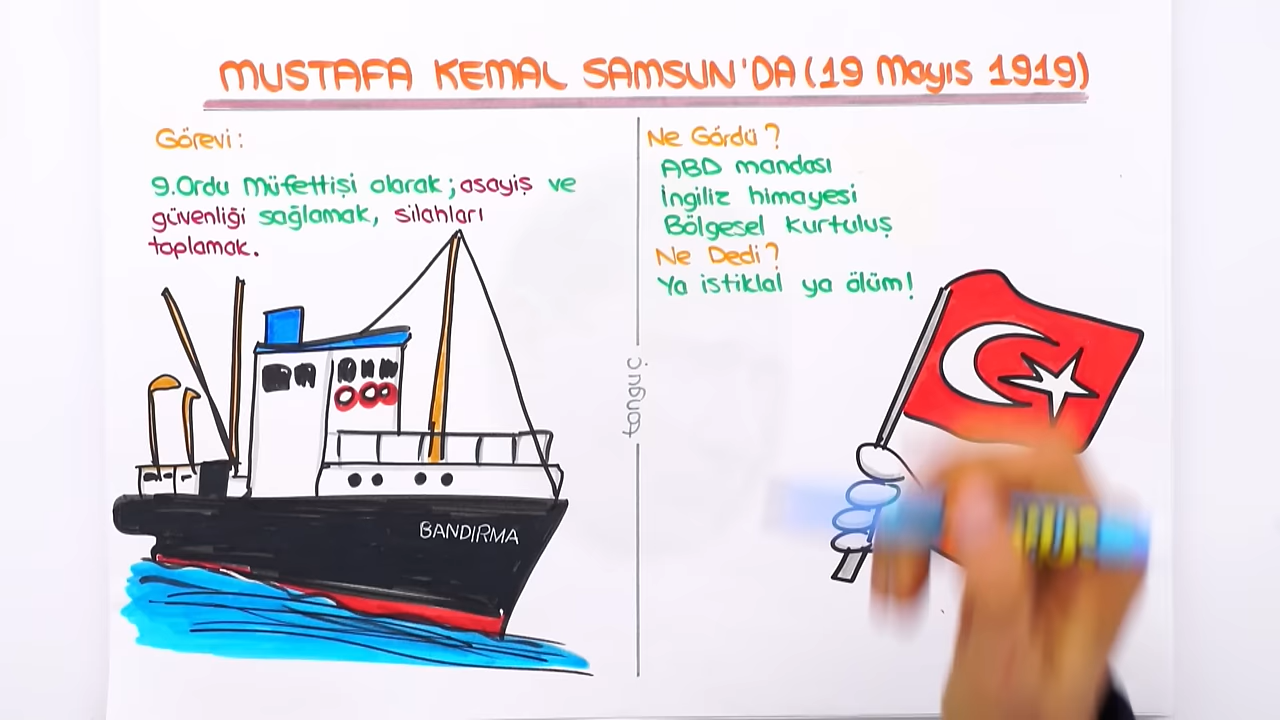 MUSTAFA KEMAL SAMSUN'DA (19 Mayıs 1919)
Görevi:
9.Ordu Müfettişi olarak; asayiş ve
güvenliği sağlamak, silahları
toplamak.
BANDIRMA
tonguç
Ne Gördü?
ABD mandası
İngiliz himayesi
Bölgesel Kurtuluş
Ne Dedi?
Ya istiklal ya ölüm!